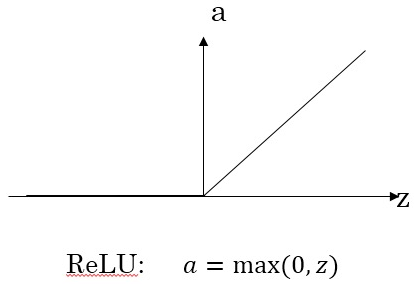 a
z
ReLU: a = max(0, z)